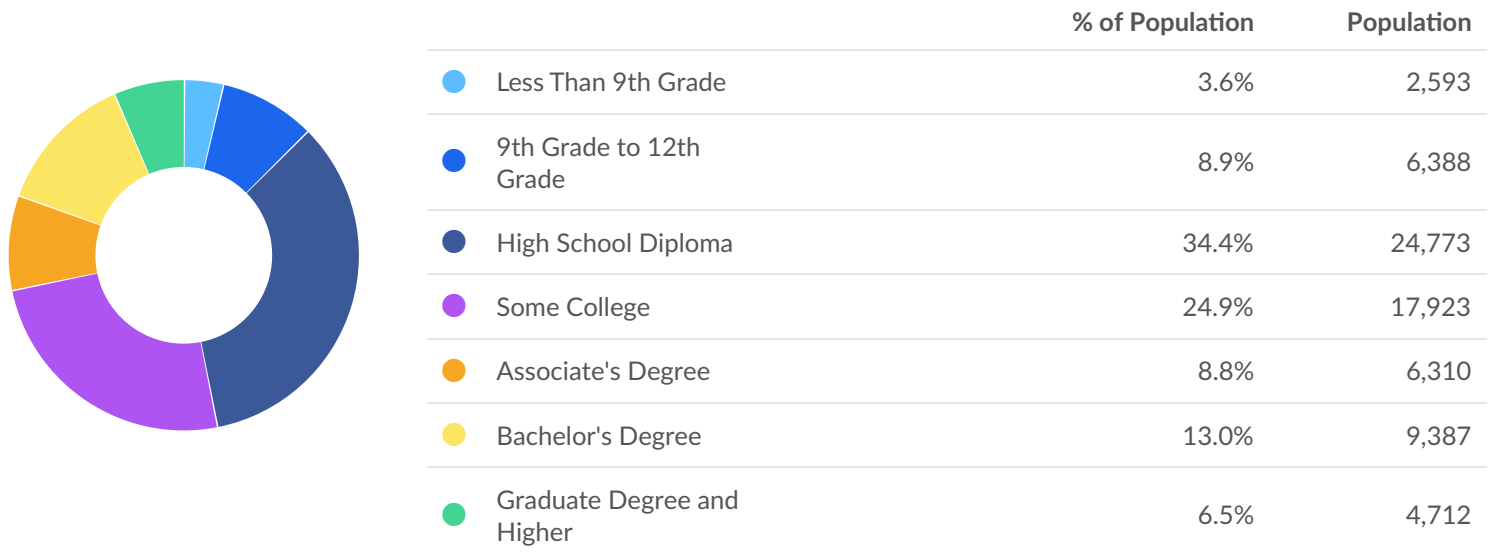 % of Population Population
Less Than 9th Grade 3.6% 2,593
9th Grade to 12th
Grade 8.9% 6,388
High School Diploma 34.4% 24,773
Some College 24.9% 17,923
Associate's Degree 8.8% 6,310
Bachelor's Degree 13.0% 9,387
Graduate Degree and
Higher 6.5% 4,712